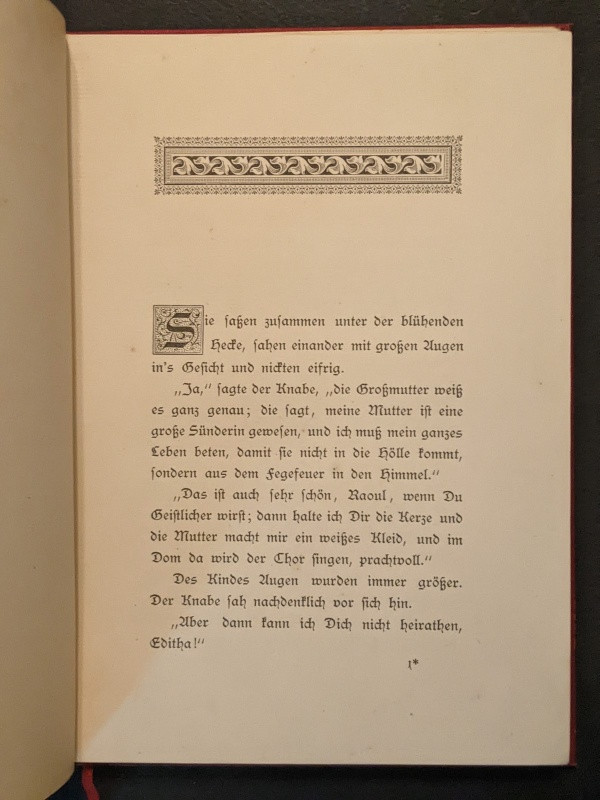 Sie saßen zusammen unter der blühenden
Hecke, sahen einander mit großen Augen
in's Gesicht und nickten eifrig.
„Ja,“ sagte der Knabe, „die Großmutter weiß
es ganz genau; die sagt, meine Mutter ist eine
große Sünderin gewesen, und ich muß mein ganzes
Leben beten, damit sie nicht in die Hölle kommt,
sondern aus dem Fegefeuer in den Himmel.“
„Das ist auch sehr schön, Raoul, wenn Du
Geistlicher wirst; dann halte ich Dir die Kerze und
die Mutter macht mir ein weißes Kleid, und im
Dom da wird der Chor singen, prachtvoll.“
Des Kindes Augen wurden immer größer.
Der Knabe sah nachdenklich vor sich hin.
„Aber dann kann ich Dich nicht heirathen,
Editha!“
1*